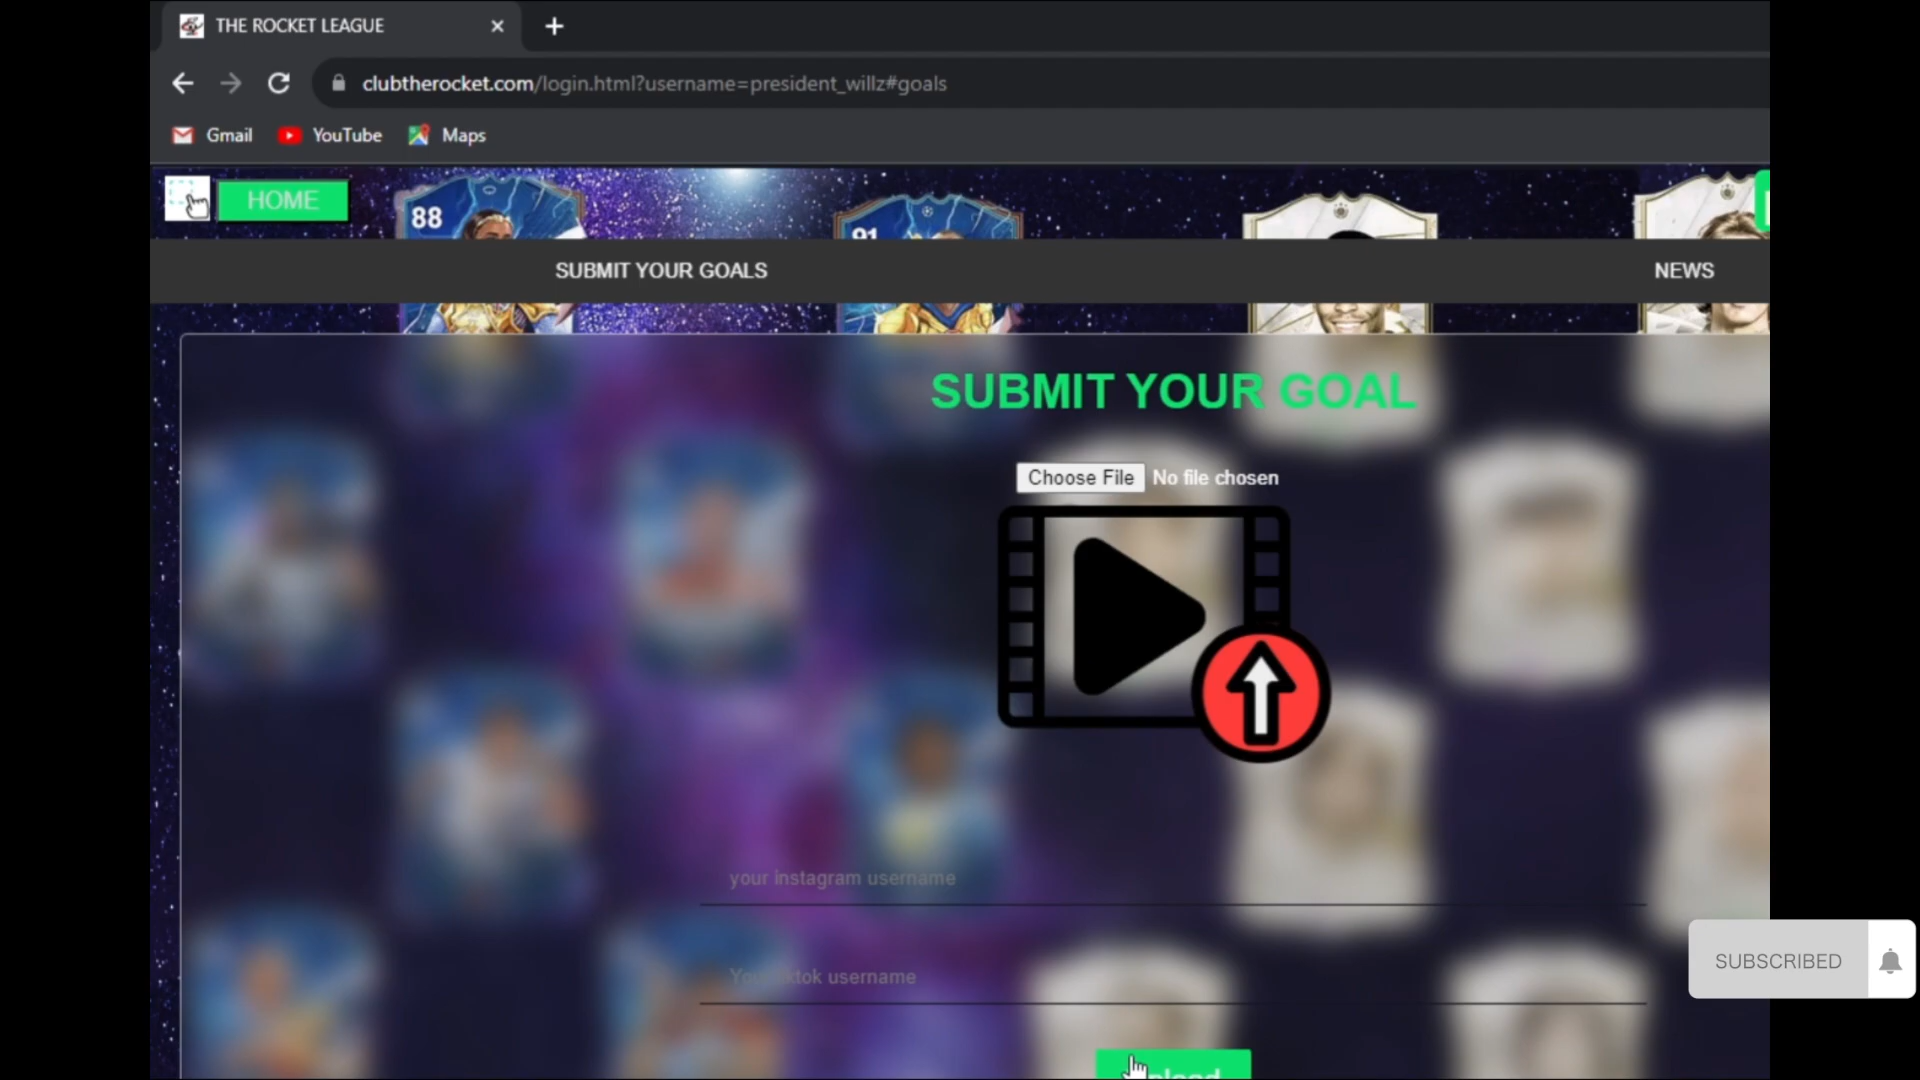 THE ROCKET LEAGUE
clubtherocket.com/login.html?username=president_willz#goals
Gmail YouTube Maps
HOME
88
91
SUBMIT YOUR GOALS NEWS
SUBMIT YOUR GOAL
Choose File No file chosen
your instagram username
username
SUBSCRIBED